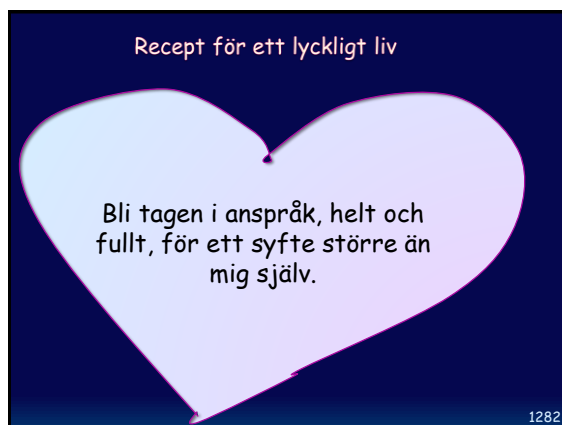 Recept för ett lyckligt liv
Bli tagen i anspråk, helt och
fullt, för ett syfte större än
mig själv.
1282